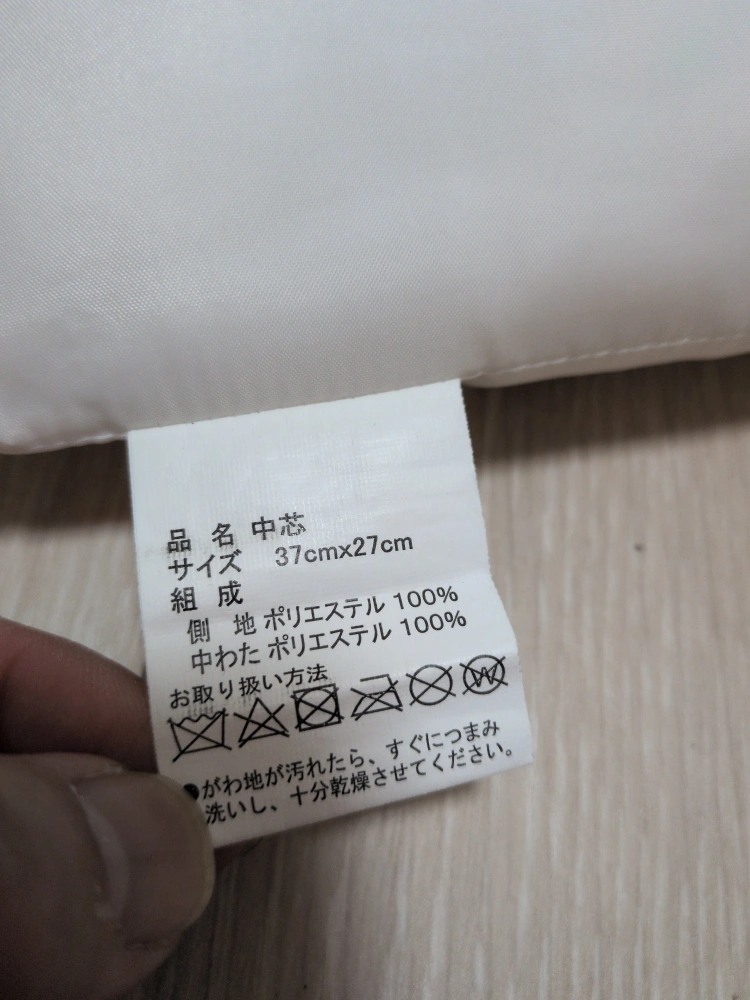 品 名 中芯
サイズ 37cmx27cm
組 成
側 地 ポリエステル 100%
中わた ポリエステル 100%
お取り扱い方法
W
●がわ地が汚れたら、すぐにつまみ
洗いし、十分乾燥させてください。